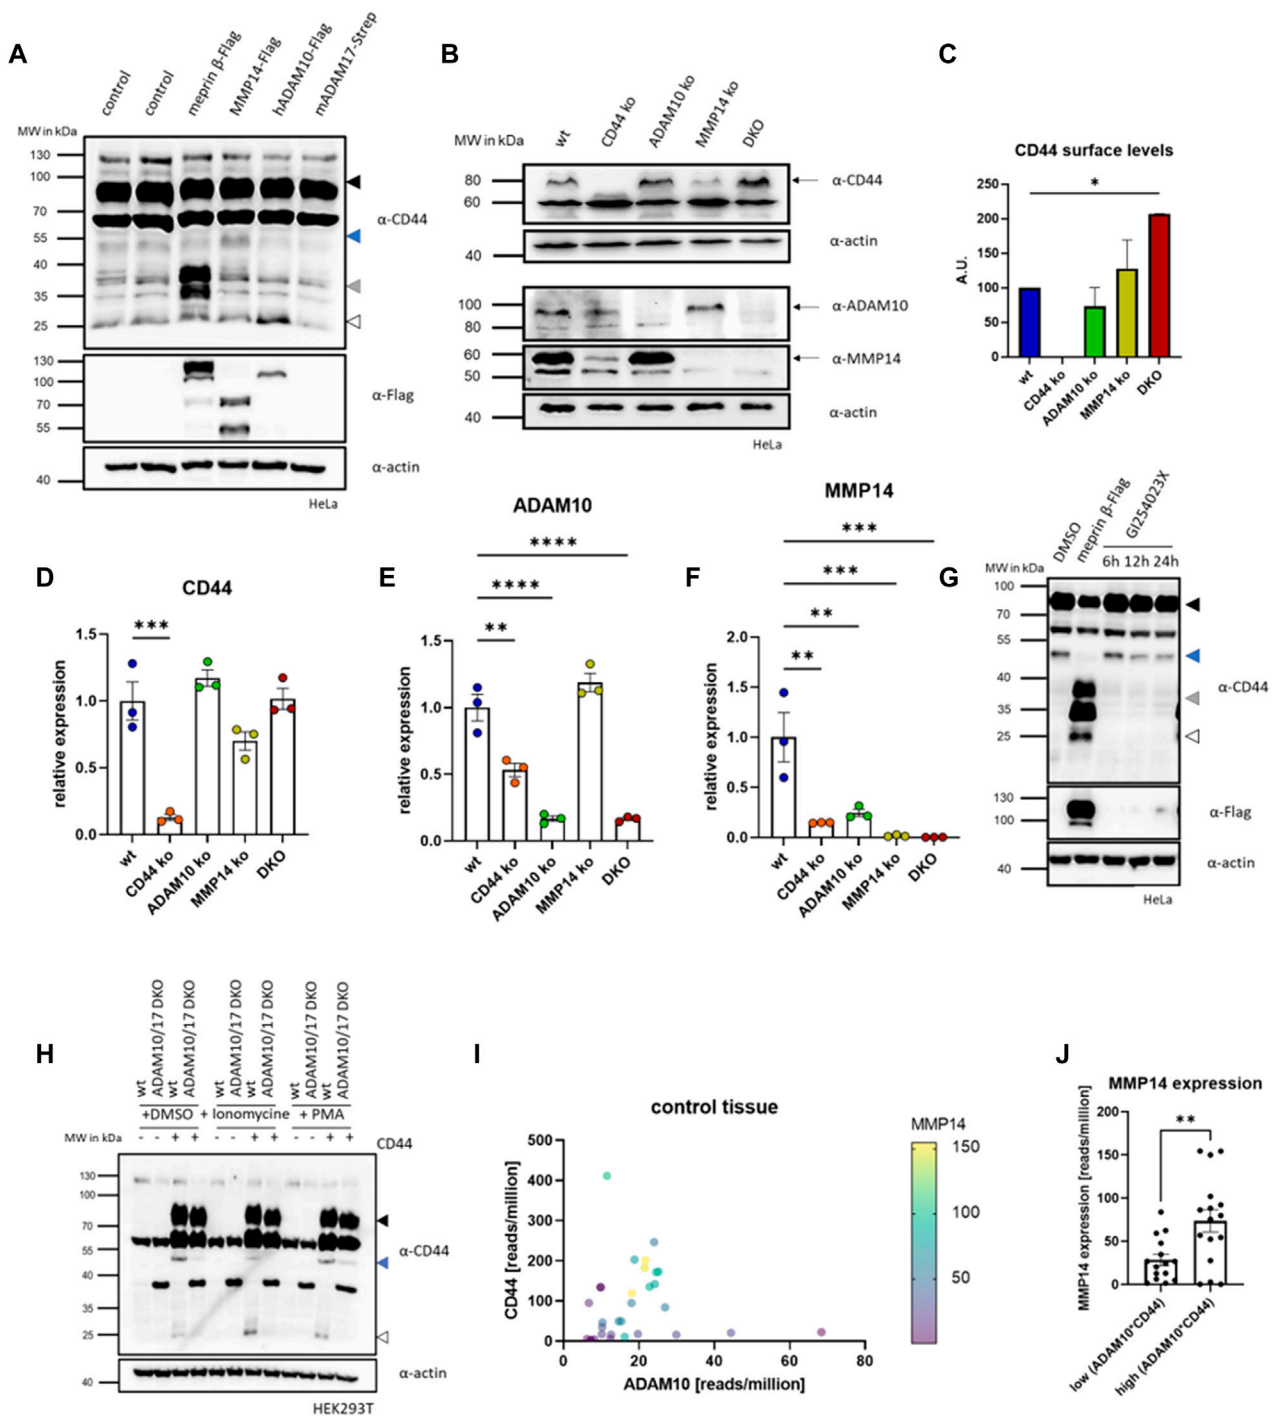 A
control
control
meprin β-Flag
MMP14-Flag
hADAM10-Flag
mADAM17-Strep
MW in kDa
130
100
70
55
40
35
25
α-CD44
130
100
70
55
α-Flag
40
α-actin
HeLa
B
wt
CD44 ko
ADAM10 ko
MMP14 ko
DKO
MW in kDa
80
60
α-CD44
40
α-actin
100
80
α-ADAM10
60
50
α-MMP14
40
α-actin
HeLa
C
CD44 surface levels
*
A.U.
250
200
150
100
50
0
wt
CD44 ko
ADAM10 ko
MMP14 ko
DKO
D
CD44
***
relative expression
1.5
1.0
0.5
0.0
wt
CD44 ko
ADAM10 ko
MMP14 ko
DKO
E
ADAM10
****
****
**
relative expression
1.5
1.0
0.5
0.0
wt
CD44 ko
ADAM10 ko
MMP14 ko
DKO
F
MMP14
***
***
**
**
relative expression
2.0
1.5
1.0
0.5
0.0
wt
CD44 ko
ADAM10 ko
MMP14 ko
DKO
G
DMSO
meprin β-Flag
GI254023X
6h 12h 24h
MW in kDa
100
70
55
40
35
25
α-CD44
130
100
α-Flag
40
α-actin
HeLa
H
wt
ADAM10/17 DKO
wt
ADAM10/17 DKO
wt
ADAM10/17 DKO
wt
ADAM10/17 DKO
wt
ADAM10/17 DKO
wt
ADAM10/17 DKO
+DMSO + Ionomycine + PMA
MW in kDa - - + + - - + + - - + + CD44
130
100
70
55
40
35
25
α-CD44
40
α-actin
HEK293T
I
control tissue
CD44 [reads/million]
500
400
300
200
100
0
0 20 40 60 80
ADAM10 [reads/million]
MMP14
150
100
50
J
MMP14 expression
**
MMP14 expression [reads/million]
200
150
100
50
0
low (ADAM10*CD44)
high (ADAM10*CD44)